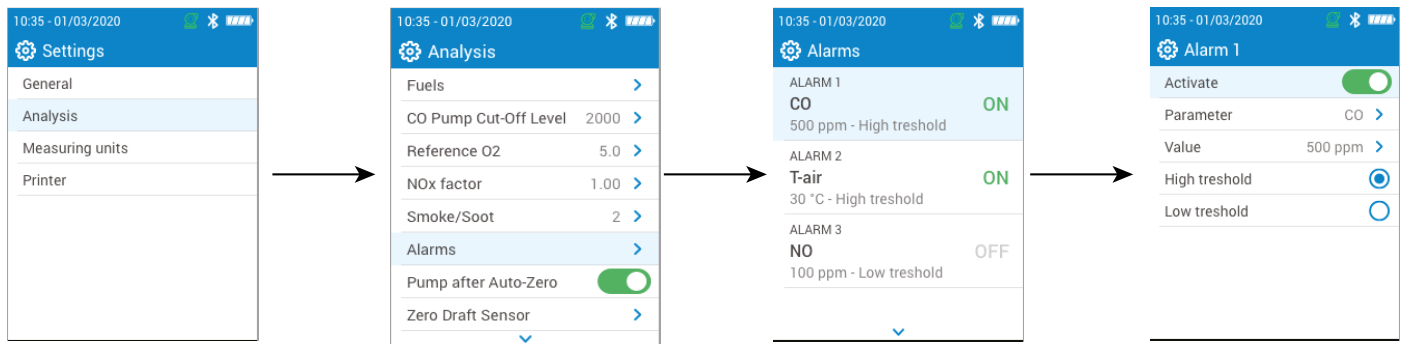 10:35 - 01/03/2020
Settings
General
Analysis
Measuring units
Printer
10:35 - 01/03/2020
Analysis
Fuels
CO Pump Cut-Off Level 2000
Reference O2 5.0
NOx factor 1.00
Smoke/Soot 2
Alarms
Pump after Auto-Zero
Zero Draft Sensor
10:35 - 01/03/2020
Alarms
ALARM 1
CO ON
500 ppm - High treshold
ALARM 2
T-air ON
30 °C - High treshold
ALARM 3
NO OFF
100 ppm - Low treshold
10:35 - 01/03/2020
Alarm 1
Activate
Parameter CO
Value 500 ppm
High treshold
Low treshold